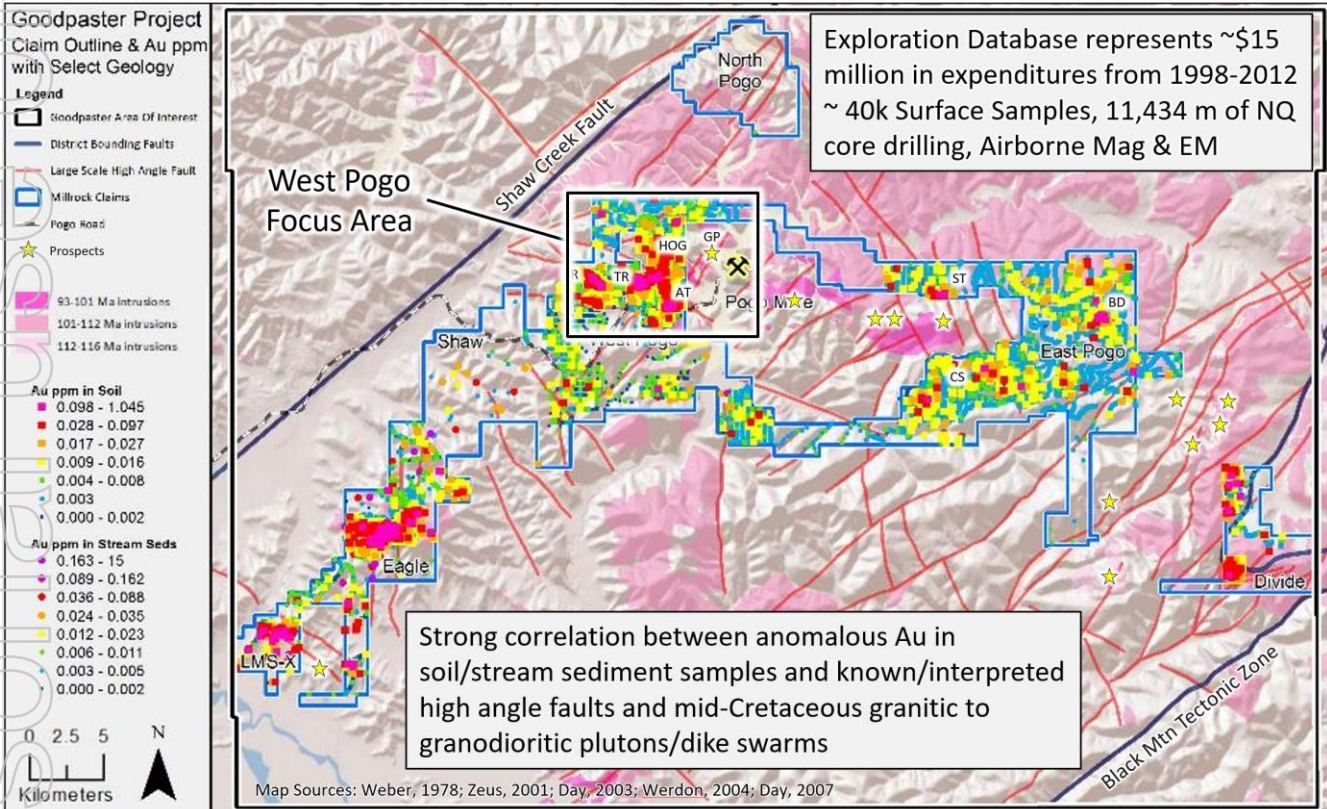 Goodpaster Project
Claim Outline & Au ppm
with Select Geology
Legend
Goodpaster Area Of Interest
District Bounding Faults
Large Scale High Angle Fault
Millrock Claims
Pogo Road
Prospects
93-101 Ma intrusions
101-112 Ma intrusions
112-116 Ma intrusions
Au ppm in Soil
0.098 - 1.045
0.028 - 0.097
0.017 - 0.027
0.009 - 0.016
0.004 - 0.008
0.003
0.000 - 0.002
Au ppm in Stream Seds
0.163 - 15
0.089 - 0.162
0.036 - 0.088
0.024 - 0.035
0.012 - 0.023
0.006 - 0.011
0.003 - 0.005
0.000 - 0.002
0 2.5 5
Kilometers
N
Exploration Database represents ~$15
million in expenditures from 1998-2012
~ 40k Surface Samples, 11,434 m of NQ
core drilling, Airborne Mag & EM
North
Pogo
Shaw Creek Fault
West Pogo
Focus Area
HOG
GP
R
TR
AT
West Pogo
Shaw
ST
BD
East Pogo
CS
Eagle
LMS-X
Divide
Black Mtn Tectonic Zone
Strong correlation between anomalous Au in
soil/stream sediment samples and known/interpreted
high angle faults and mid-Cretaceous granitic to
granodioritic plutons/dike swarms
Map Sources: Weber, 1978; Zeus, 2001; Day, 2003; Werdon, 2004; Day, 2007